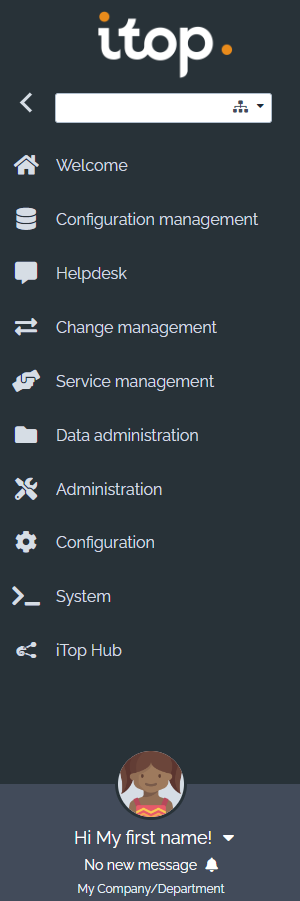 itop.
Welcome
Configuration management
Helpdesk
Change management
Service management
Data administration
Administration
Configuration
System
iTop Hub
Hi My first name!
No new message
My Company/Department